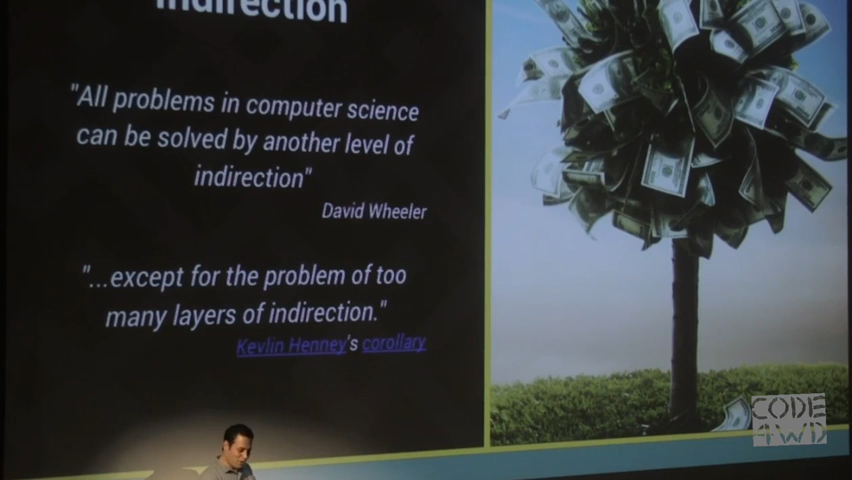 Indirection
"All problems in computer science
can be solved by another level of
indirection"
David Wheeler
"...except for the problem of too
many layers of indirection."
Kevlin Henney's corollary
CODE
4WD